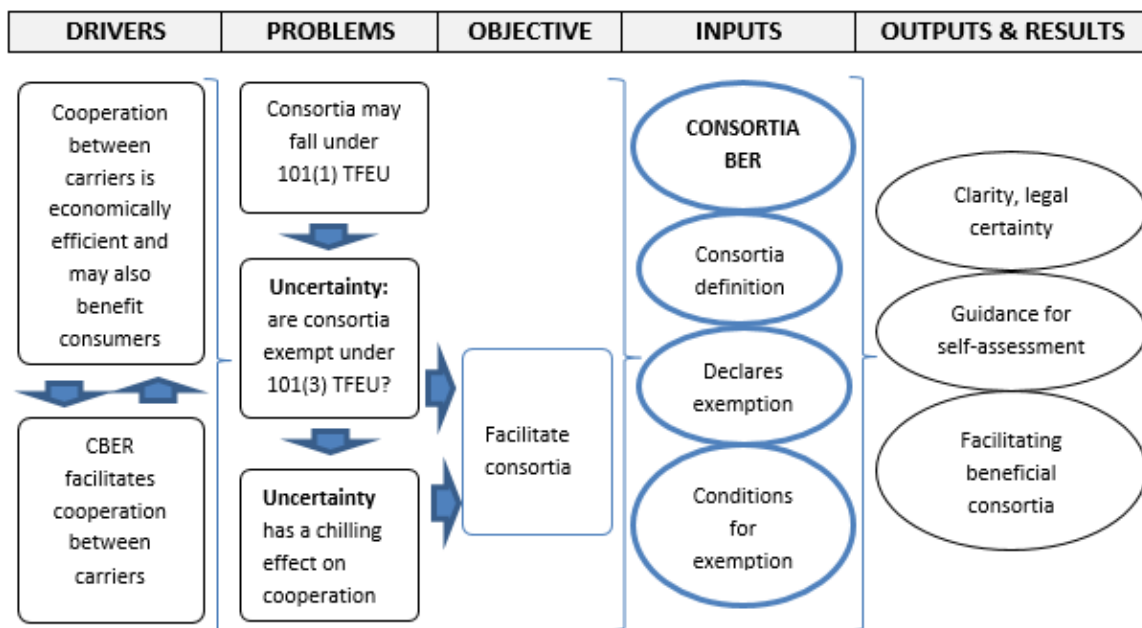 DRIVERS
PROBLEMS
OBJECTIVE
INPUTS
OUTPUTS & RESULTS
Cooperation
between
carriers is
economically
efficient and
may also
benefit
consumers
CBER
facilitates
cooperation
between
carriers
Consortia may
fall under
101(1) TFEU
Uncertainty:
are consortia
exempt under
101(3) TFEU?
Uncertainty
has a chilling
effect on
cooperation
Facilitate
consortia
CONSORTIA
BER
Consortia
definition
Declares
exemption
Conditions
for
exemption
Clarity, legal
certainty
Guidance for
self-assessment
Facilitating
beneficial
consortia